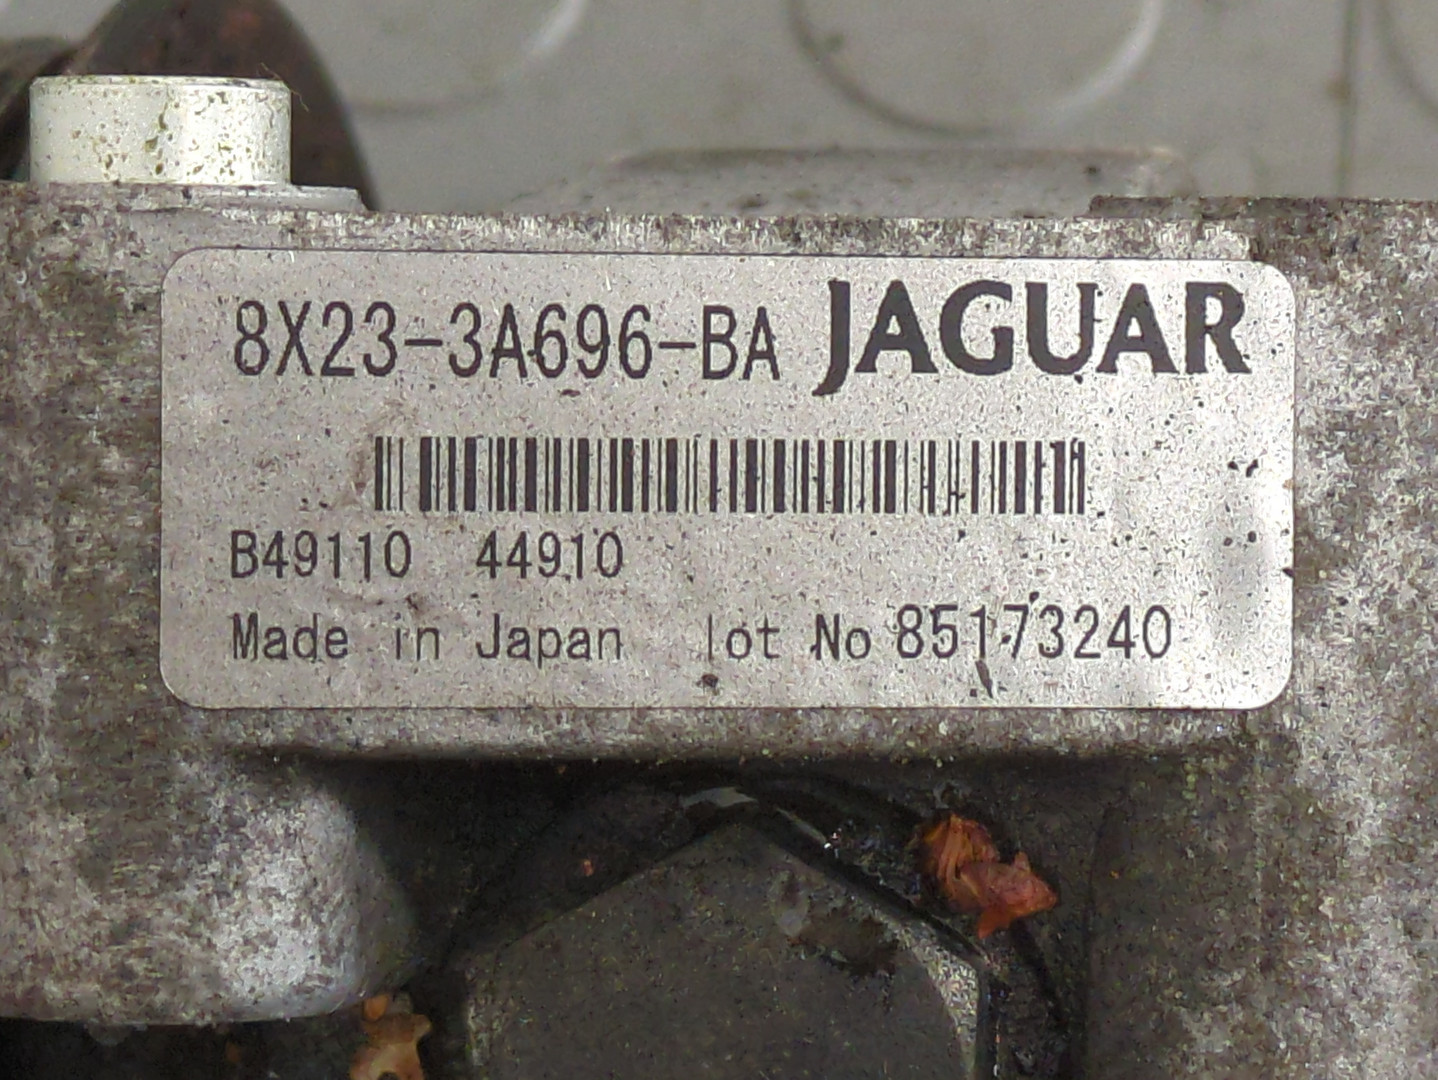 8X23-3A696-BA JAGUAR
B49110 44910
Made in Japan lot No 85173240